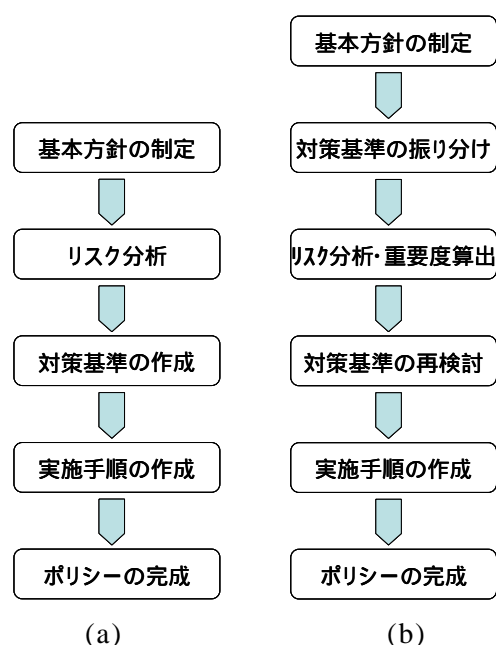 基本方針の制定
リスク分析
対策基準の作成
実施手順の作成
ポリシーの完成
(a)
基本方針の制定
対策基準の振り分け
リスク分析・重要度算出
対策基準の再検討
実施手順の作成
ポリシーの完成
(b)